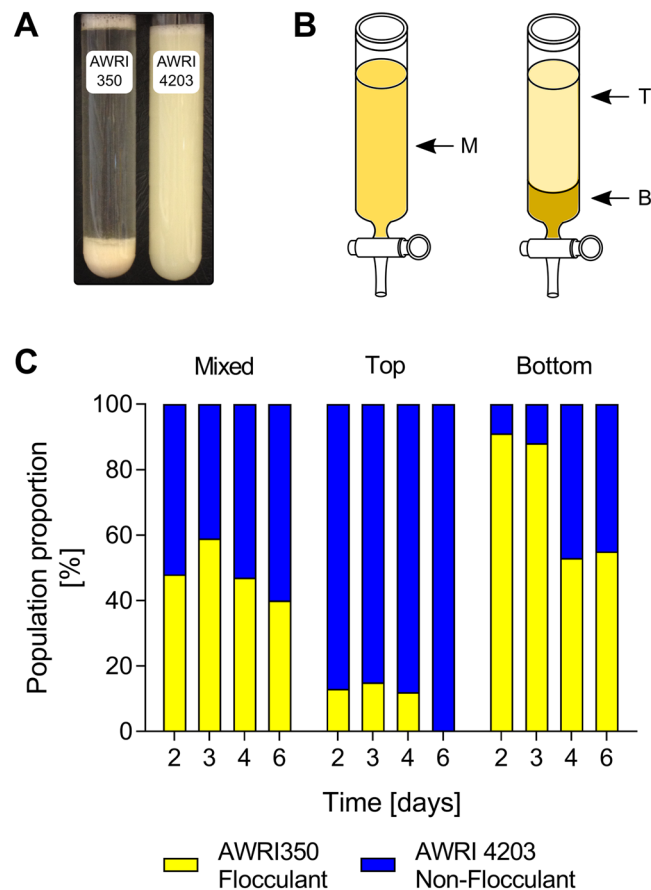 A
AWRI
350
AWRI
4203
B
M
T
B
C
Mixed
Top
Bottom
Population proportion
[%]
100
80
60
40
20
0
2 3 4 6 2 3 4 6 2 3 4 6
Time [days]
AWRI350
Flocculant
AWRI 4203
Non-Flocculant